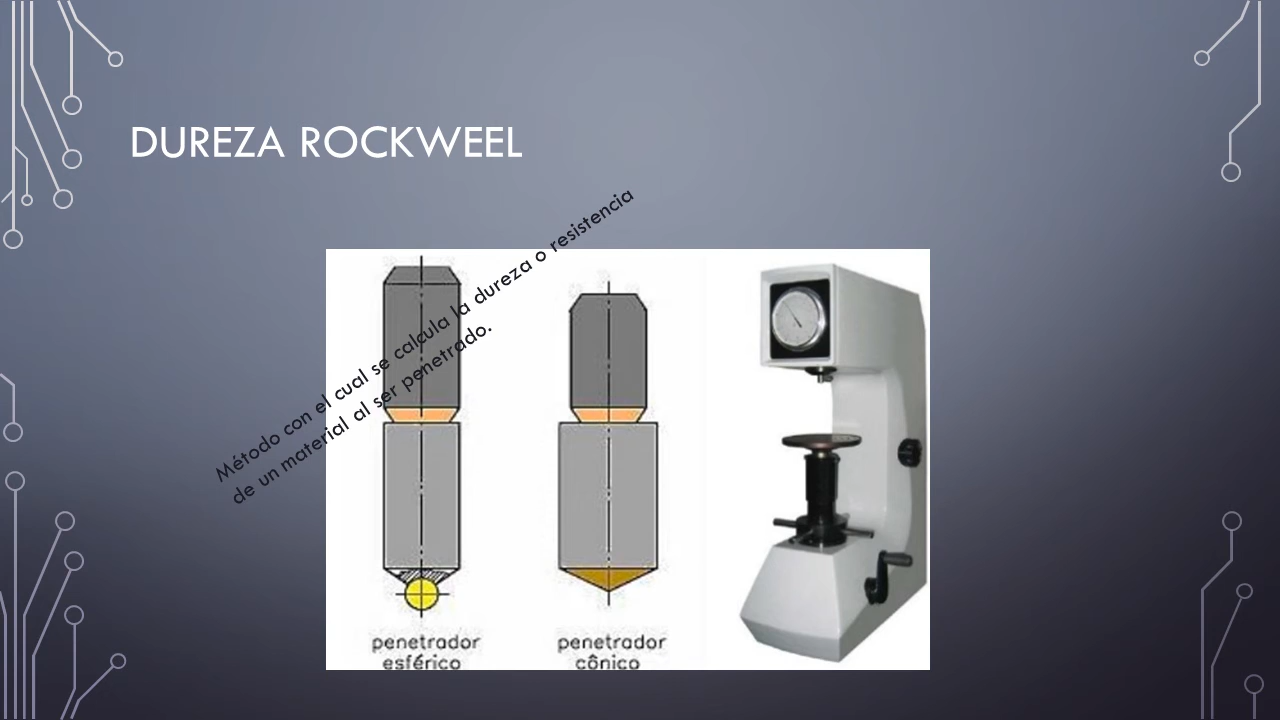 DUREZA ROCKWEEL
Método con el cual se calcula la dureza o resistencia
de un material al ser penetrado.
penetrador
esférico
penetrador
cônico